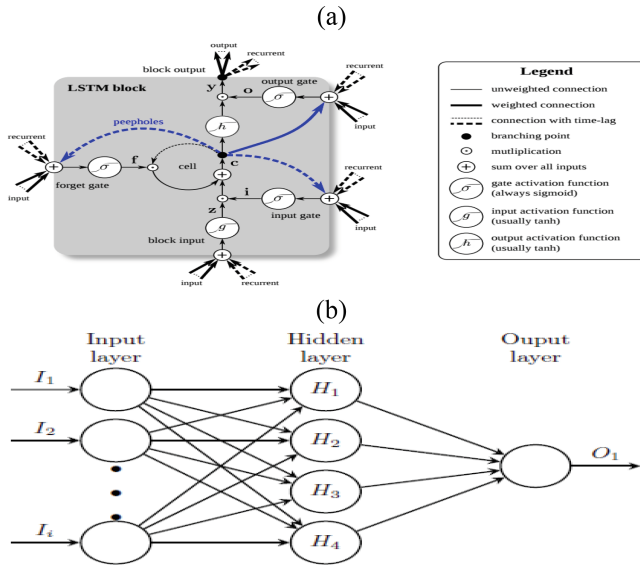 (a)
output
recurrent
block output
LSTM block
y
o
output gate
σ
recurrent
input
h
peepholes
recurrent
f
σ
cell
c
forget gate
input
recurrent
i
σ
z
input gate
input
g
block input
input
recurrent
Legend
unweighted connection
weighted connection
connection with time-lag
branching point
mutliplication
sum over all inputs
σ
gate activation function
(always sigmoid)
g
input activation function
(usually tanh)
h
output activation function
(usually tanh)
(b)
Input
layer
Hidden
layer
Ouput
layer
I1
H1
I2
H2
H3
O1
Ii
H4